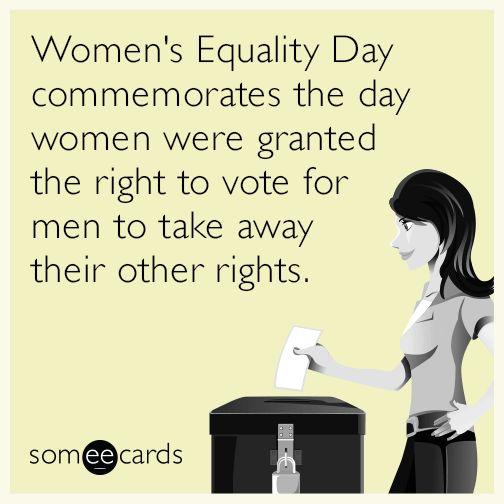 Women's Equality Day
commemorates the day
women were granted
the right to vote for
men to take away
their other rights.
someecards